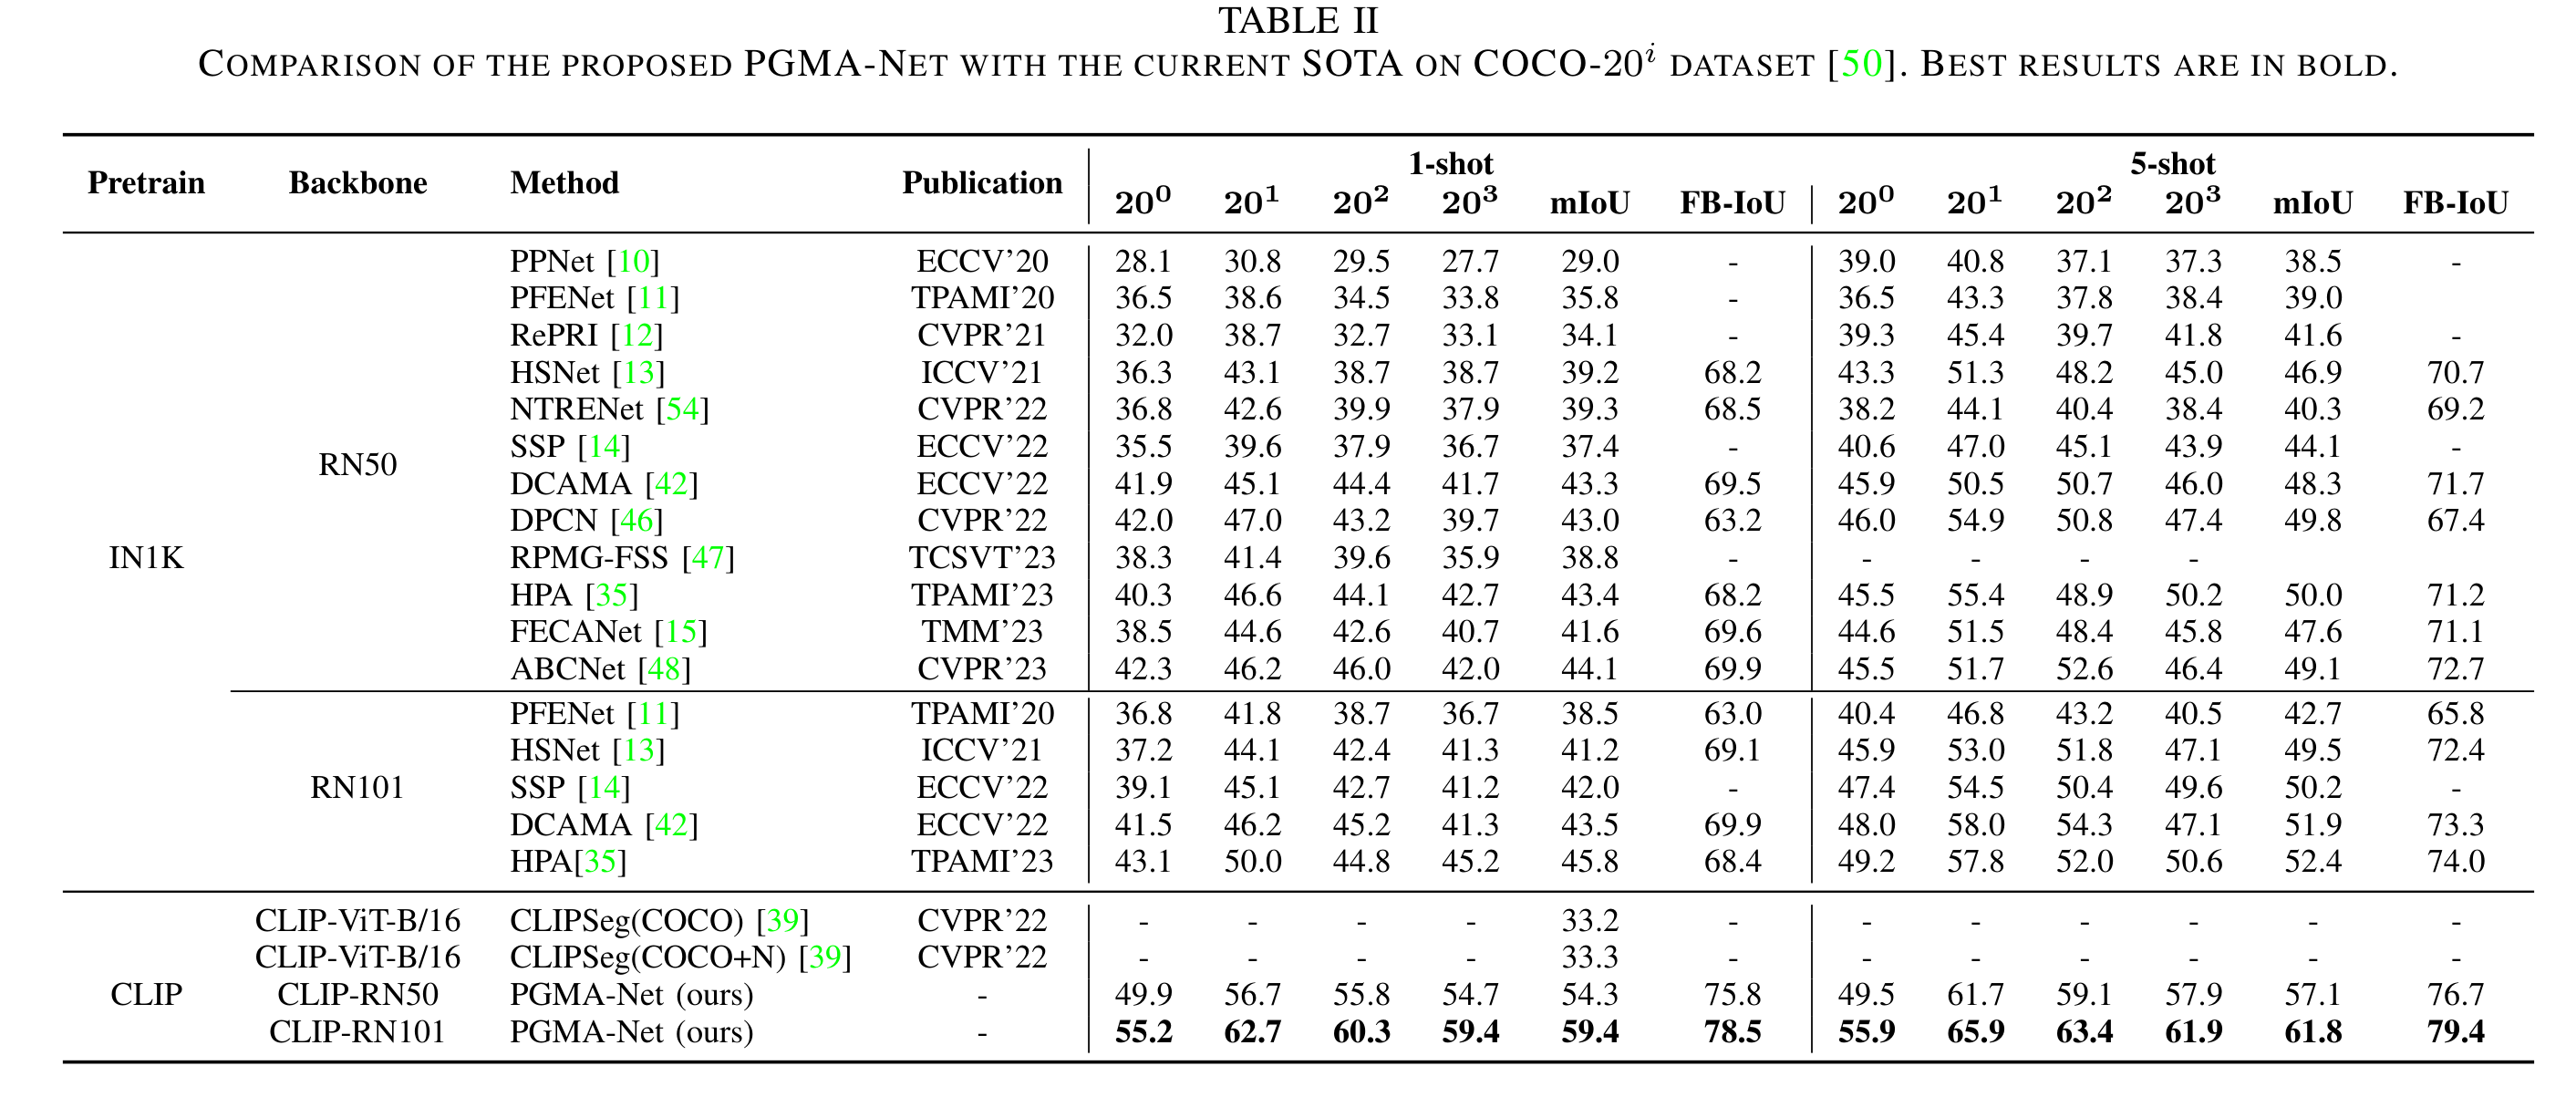 TABLE II
COMPARISON OF THE PROPOSED PGMA-NET WITH THE CURRENT SOTA ON COCO-20^i DATASET [50]. BEST RESULTS ARE IN BOLD.
Pretrain Backbone Method Publication 1-shot 5-shot
20^0 20^1 20^2 20^3 mIoU FB-IoU 20^0 20^1 20^2 20^3 mIoU FB-IoU
PPNet [10] ECCV'20 28.1 30.8 29.5 27.7 29.0 - 39.0 40.8 37.1 37.3 38.5 -
PFENet [11] TPAMI'20 36.5 38.6 34.5 33.8 35.8 - 36.5 43.3 37.8 38.4 39.0
RePRI [12] CVPR'21 32.0 38.7 32.7 33.1 34.1 - 39.3 45.4 39.7 41.8 41.6 -
HSNet [13] ICCV'21 36.3 43.1 38.7 38.7 39.2 68.2 43.3 51.3 48.2 45.0 46.9 70.7
NTRENet [54] CVPR'22 36.8 42.6 39.9 37.9 39.3 68.5 38.2 44.1 40.4 38.4 40.3 69.2
RN50 SSP [14] ECCV'22 35.5 39.6 37.9 36.7 37.4 - 40.6 47.0 45.1 43.9 44.1 -
DCAMA [42] ECCV'22 41.9 45.1 44.4 41.7 43.3 69.5 45.9 50.5 50.7 46.0 48.3 71.7
DPCN [46] CVPR'22 42.0 47.0 43.2 39.7 43.0 63.2 46.0 54.9 50.8 47.4 49.8 67.4
IN1K RPMG-FSS [47] TCSVT'23 38.3 41.4 39.6 35.9 38.8 - - - - -
HPA [35] TPAMI'23 40.3 46.6 44.1 42.7 43.4 68.2 45.5 55.4 48.9 50.2 50.0 71.2
FECANet [15] TMM'23 38.5 44.6 42.6 40.7 41.6 69.6 44.6 51.5 48.4 45.8 47.6 71.1
ABCNet [48] CVPR'23 42.3 46.2 46.0 42.0 44.1 69.9 45.5 51.7 52.6 46.4 49.1 72.7
PFENet [11] TPAMI'20 36.8 41.8 38.7 36.7 38.5 63.0 40.4 46.8 43.2 40.5 42.7 65.8
HSNet [13] ICCV'21 37.2 44.1 42.4 41.3 41.2 69.1 45.9 53.0 51.8 47.1 49.5 72.4
RN101 SSP [14] ECCV'22 39.1 45.1 42.7 41.2 42.0 - 47.4 54.5 50.4 49.6 50.2 -
DCAMA [42] ECCV'22 41.5 46.2 45.2 41.3 43.5 69.9 48.0 58.0 54.3 47.1 51.9 73.3
HPA[35] TPAMI'23 43.1 50.0 44.8 45.2 45.8 68.4 49.2 57.8 52.0 50.6 52.4 74.0
CLIP-ViT-B/16 CLIPSeg(COCO) [39] CVPR'22 - - - - 33.2 - - - - - - -
CLIP-ViT-B/16 CLIPSeg(COCO+N) [39] CVPR'22 - - - - 33.3 - - - - - - -
CLIP CLIP-RN50 PGMA-Net (ours) - 49.9 56.7 55.8 54.7 54.3 75.8 49.5 61.7 59.1 57.9 57.1 76.7
CLIP-RN101 PGMA-Net (ours) - 55.2 62.7 60.3 59.4 59.4 78.5 55.9 65.9 63.4 61.9 61.8 79.4